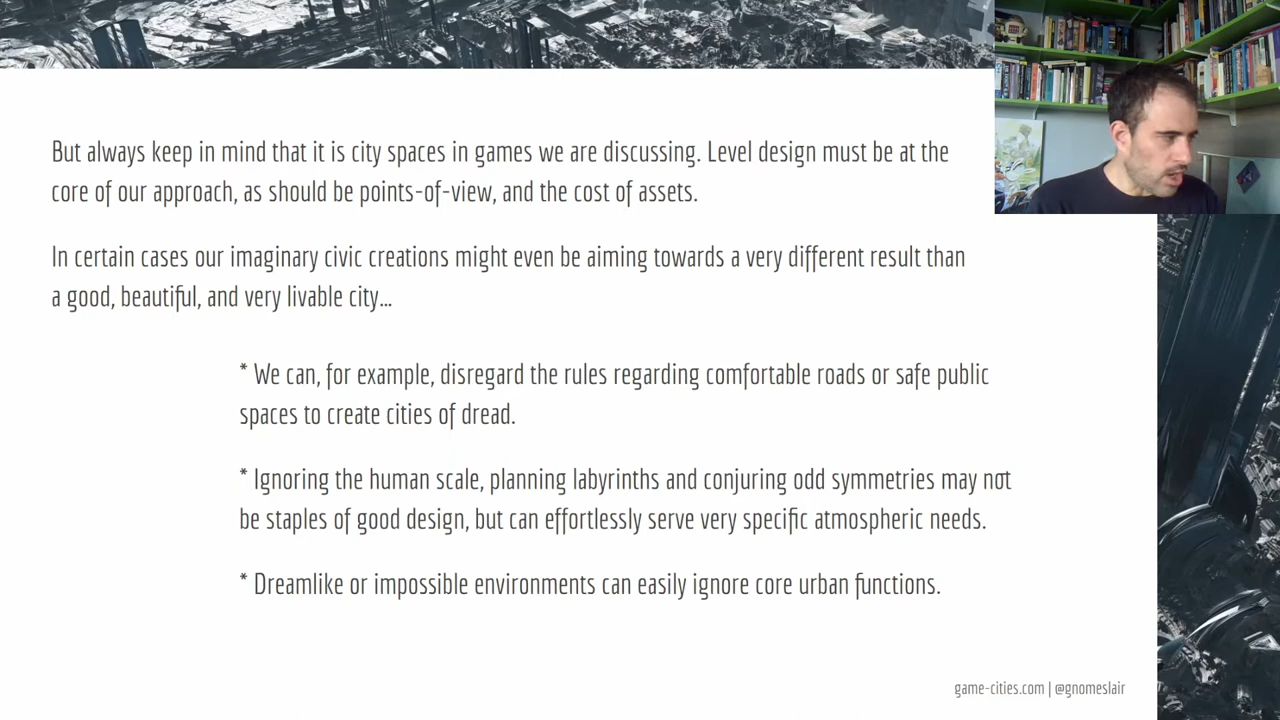 But always keep in mind that it is city spaces in games we are discussing. Level design must be at the
core of our approach, as should be points-of-view, and the cost of assets.
In certain cases our imaginary civic creations might even be aiming towards a very different result than
a good, beautiful, and very livable city...
* We can, for example, disregard the rules regarding comfortable roads or safe public
spaces to create cities of dread.
* Ignoring the human scale, planning labyrinths and conjuring odd symmetries may not
be staples of good design, but can effortlessly serve very specific atmospheric needs.
* Dreamlike or impossible environments can easily ignore core urban functions.
game-cities.com | @gnomeslair